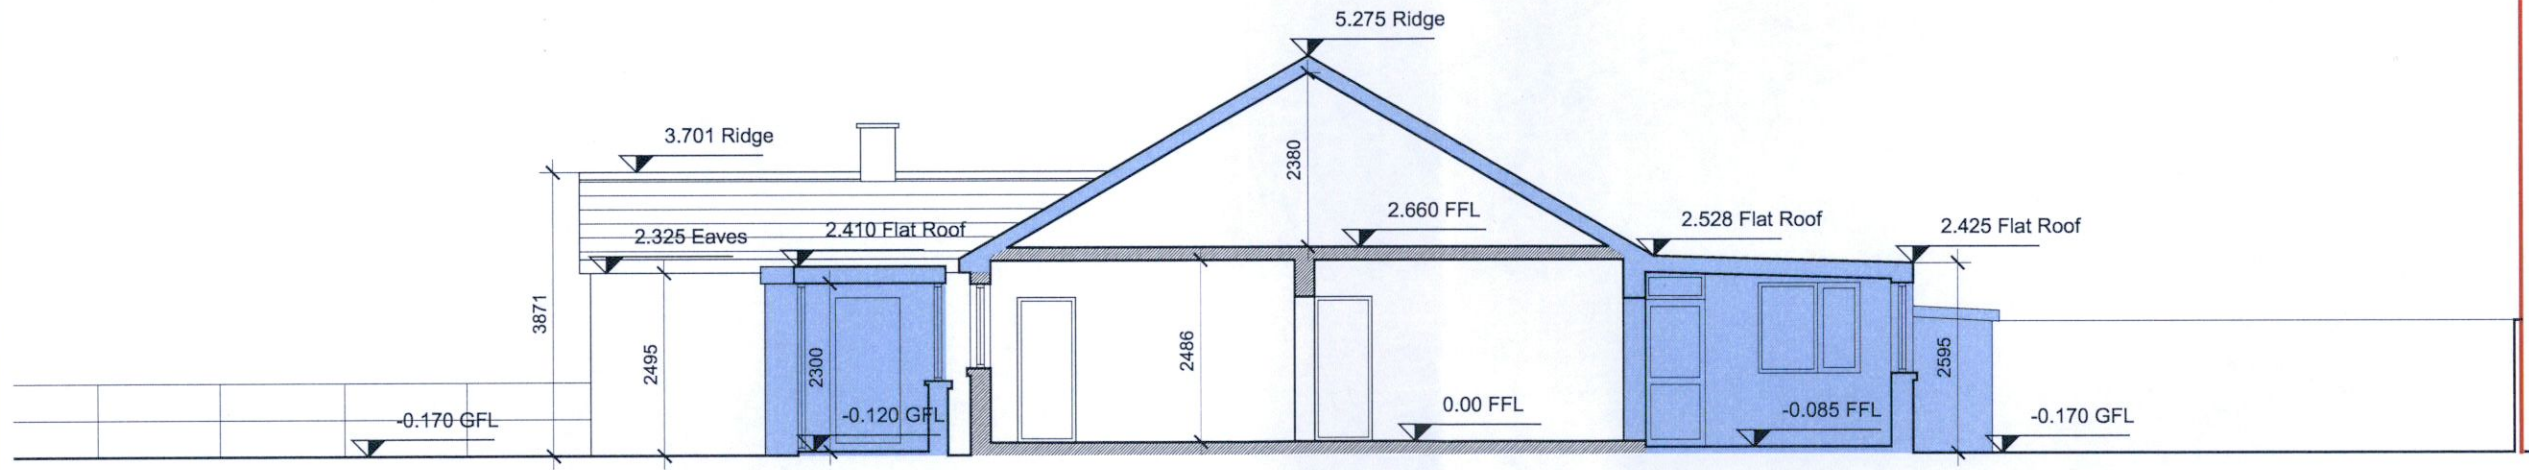 5.275 Ridge
3.701 Ridge
2380
2.660 FFL
2.528 Flat Roof
2.425 Flat Roof
2.325 Eaves
2.410 Flat Roof
3871
2495
2300
2486
2595
-0.170 GFL
-0.120 GFL
0.00 FFL
-0.085 FFL
-0.170 GFL